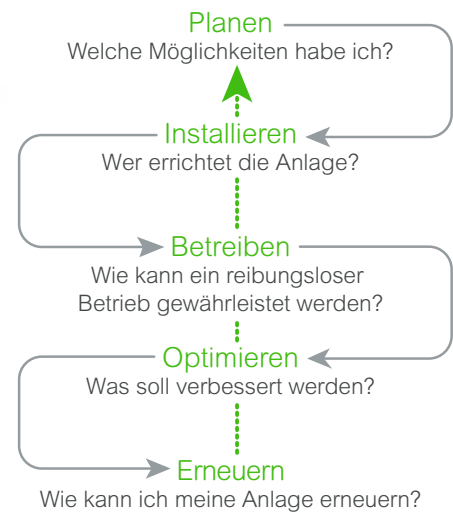 Planen
Welche Möglichkeiten habe ich?
Installieren
Wer errichtet die Anlage?
Betreiben
Wie kann ein reibungsloser
Betrieb gewährleistet werden?
Optimieren
Was soll verbessert werden?
Erneuern
Wie kann ich meine Anlage erneuern?